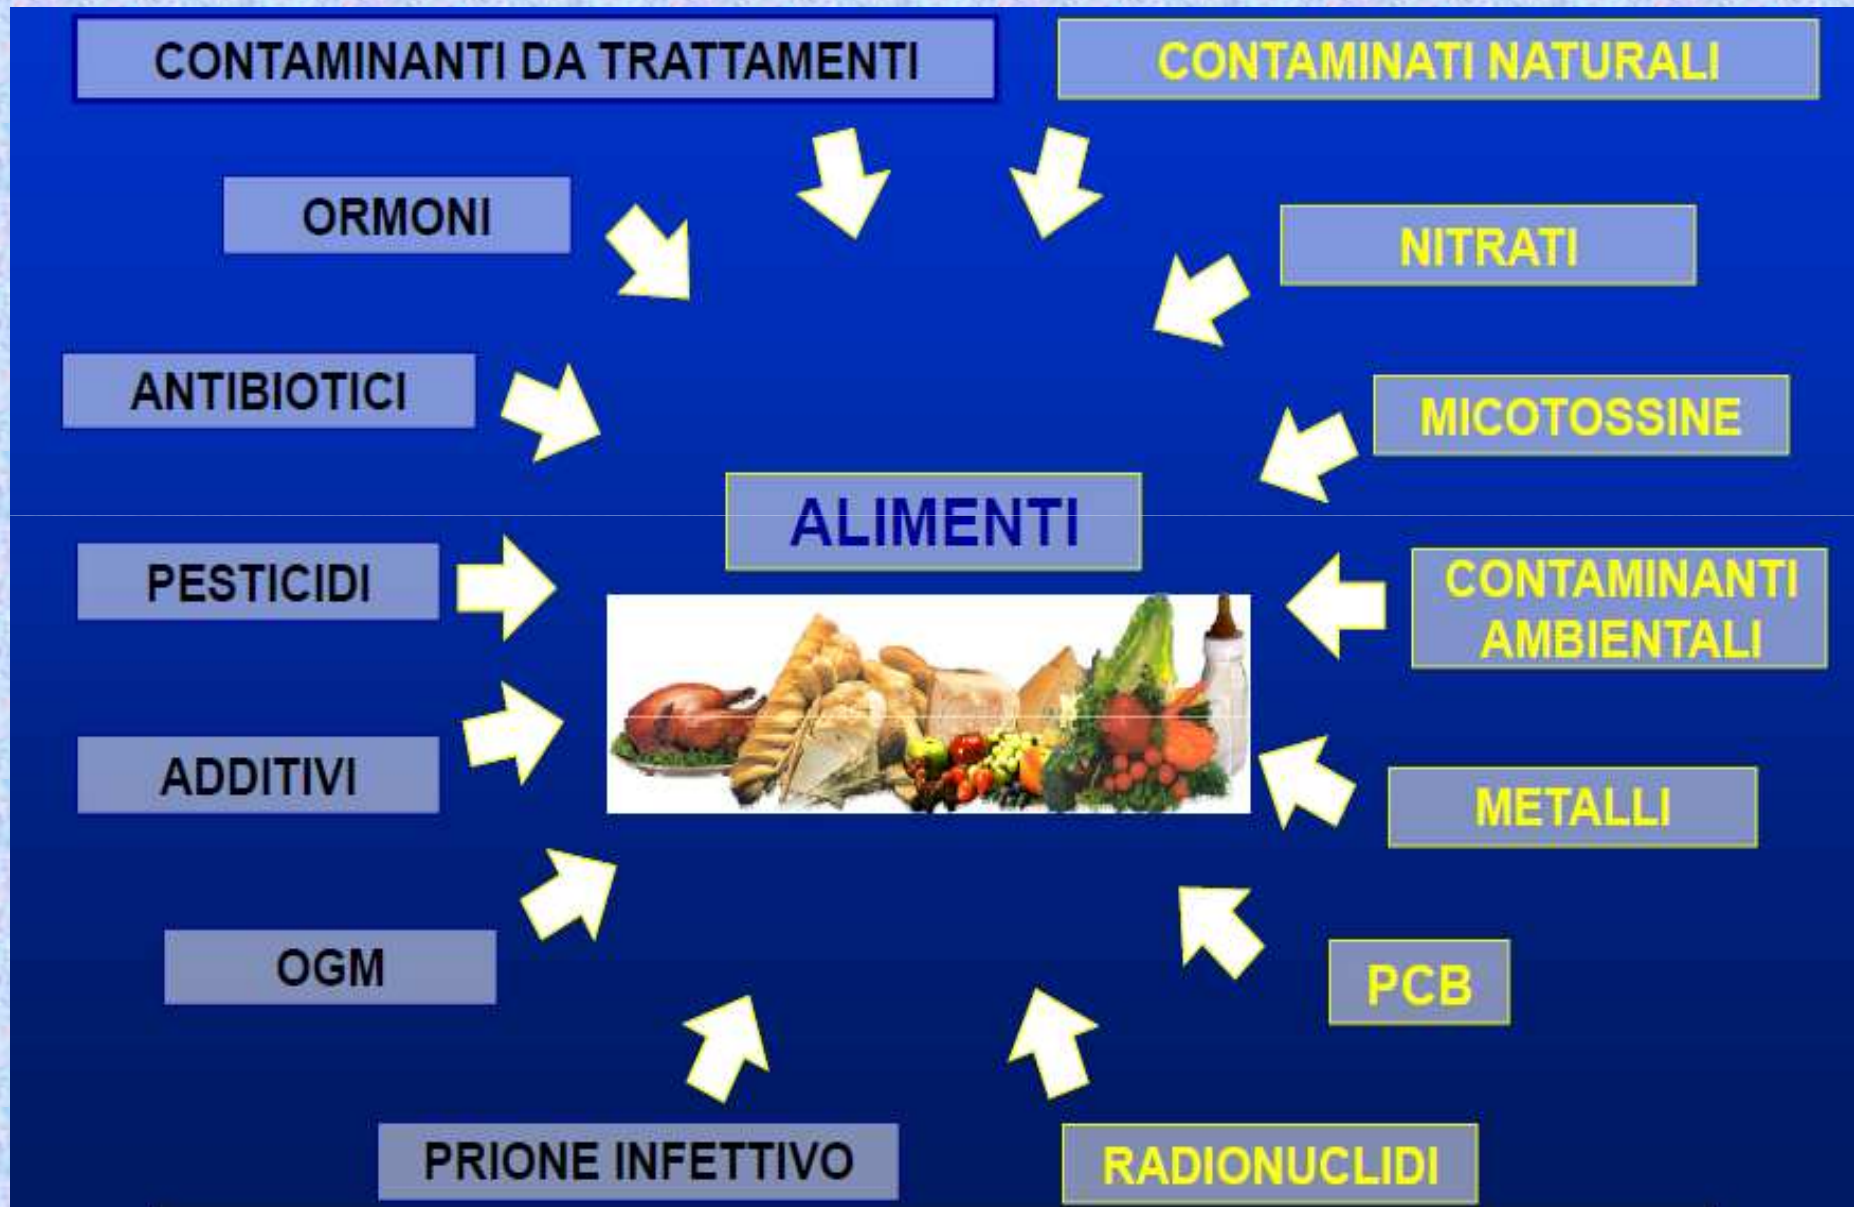 CONTAMINANTI DA TRATTAMENTI
CONTAMINATI NATURALI
ORMONI
NITRATI
ANTIBIOTICI
MICOTOSSINE
ALIMENTI
PESTICIDI
CONTAMINANTI
AMBIENTALI
ADDITIVI
METALLI
OGM
PCB
PRIONE INFETTIVO
RADIONUCLIDI